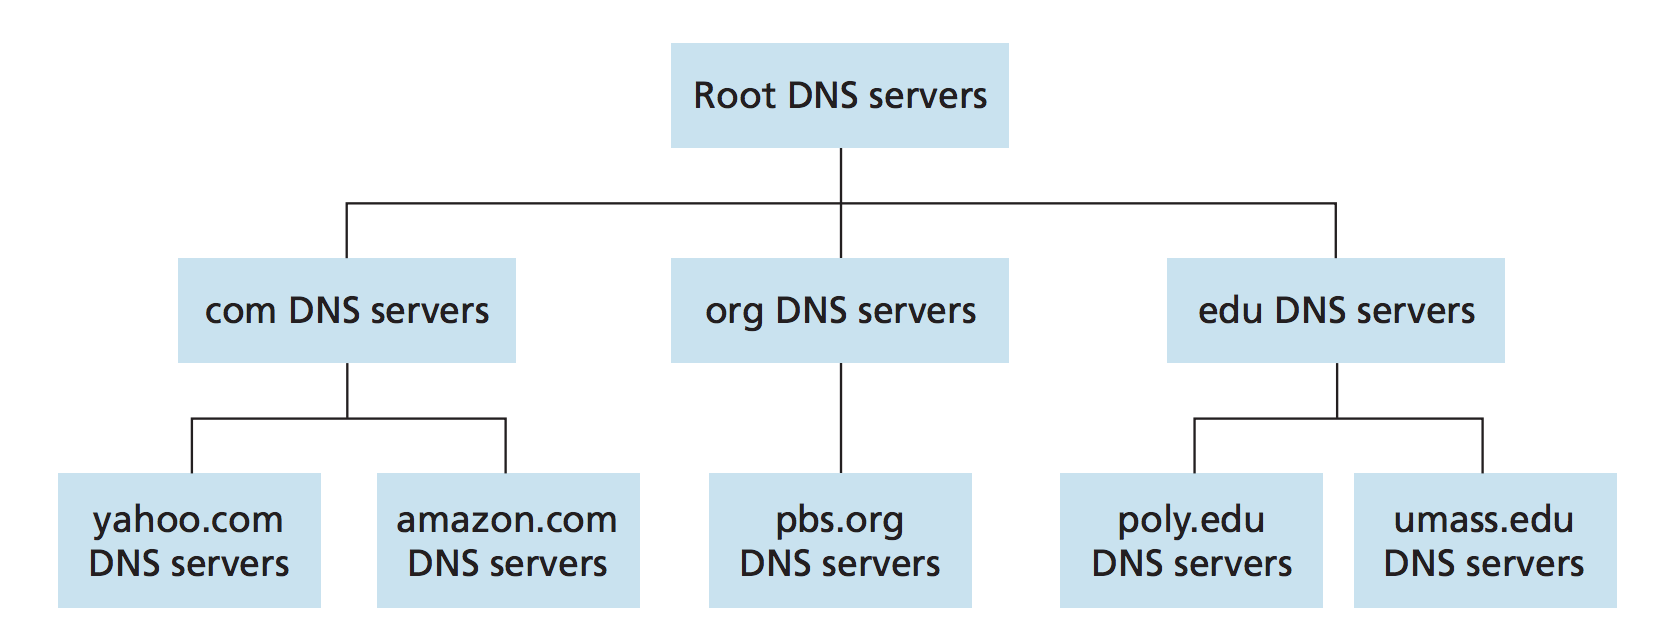 Root DNS servers
com DNS servers
org DNS servers
edu DNS servers
yahoo.com
DNS servers
amazon.com
DNS servers
pbs.org
DNS servers
poly.edu
DNS servers
umass.edu
DNS servers